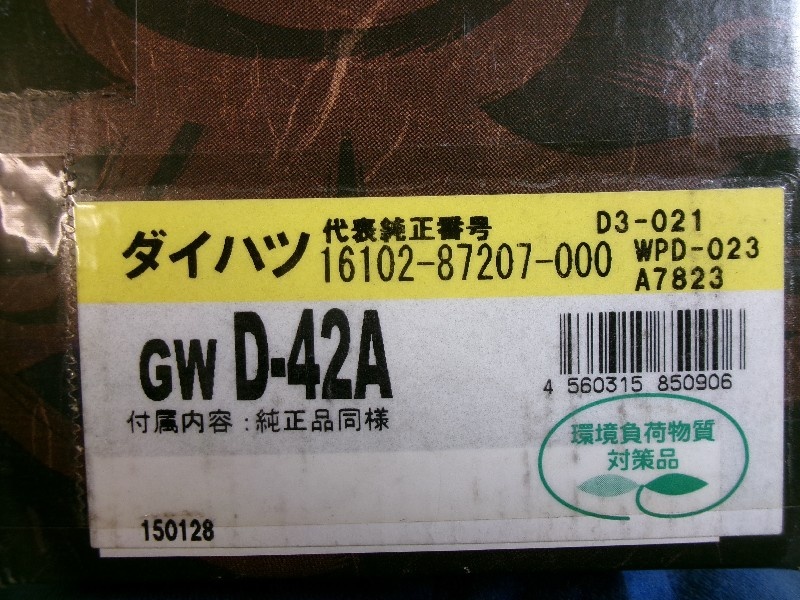 ダイハツ 代表純正番号 D3-021
16102-87207-000 WPD-023
A7823
GW D-42A
4 560315 850906
付属内容:純正品同様
環境負荷物質
対策品
150128